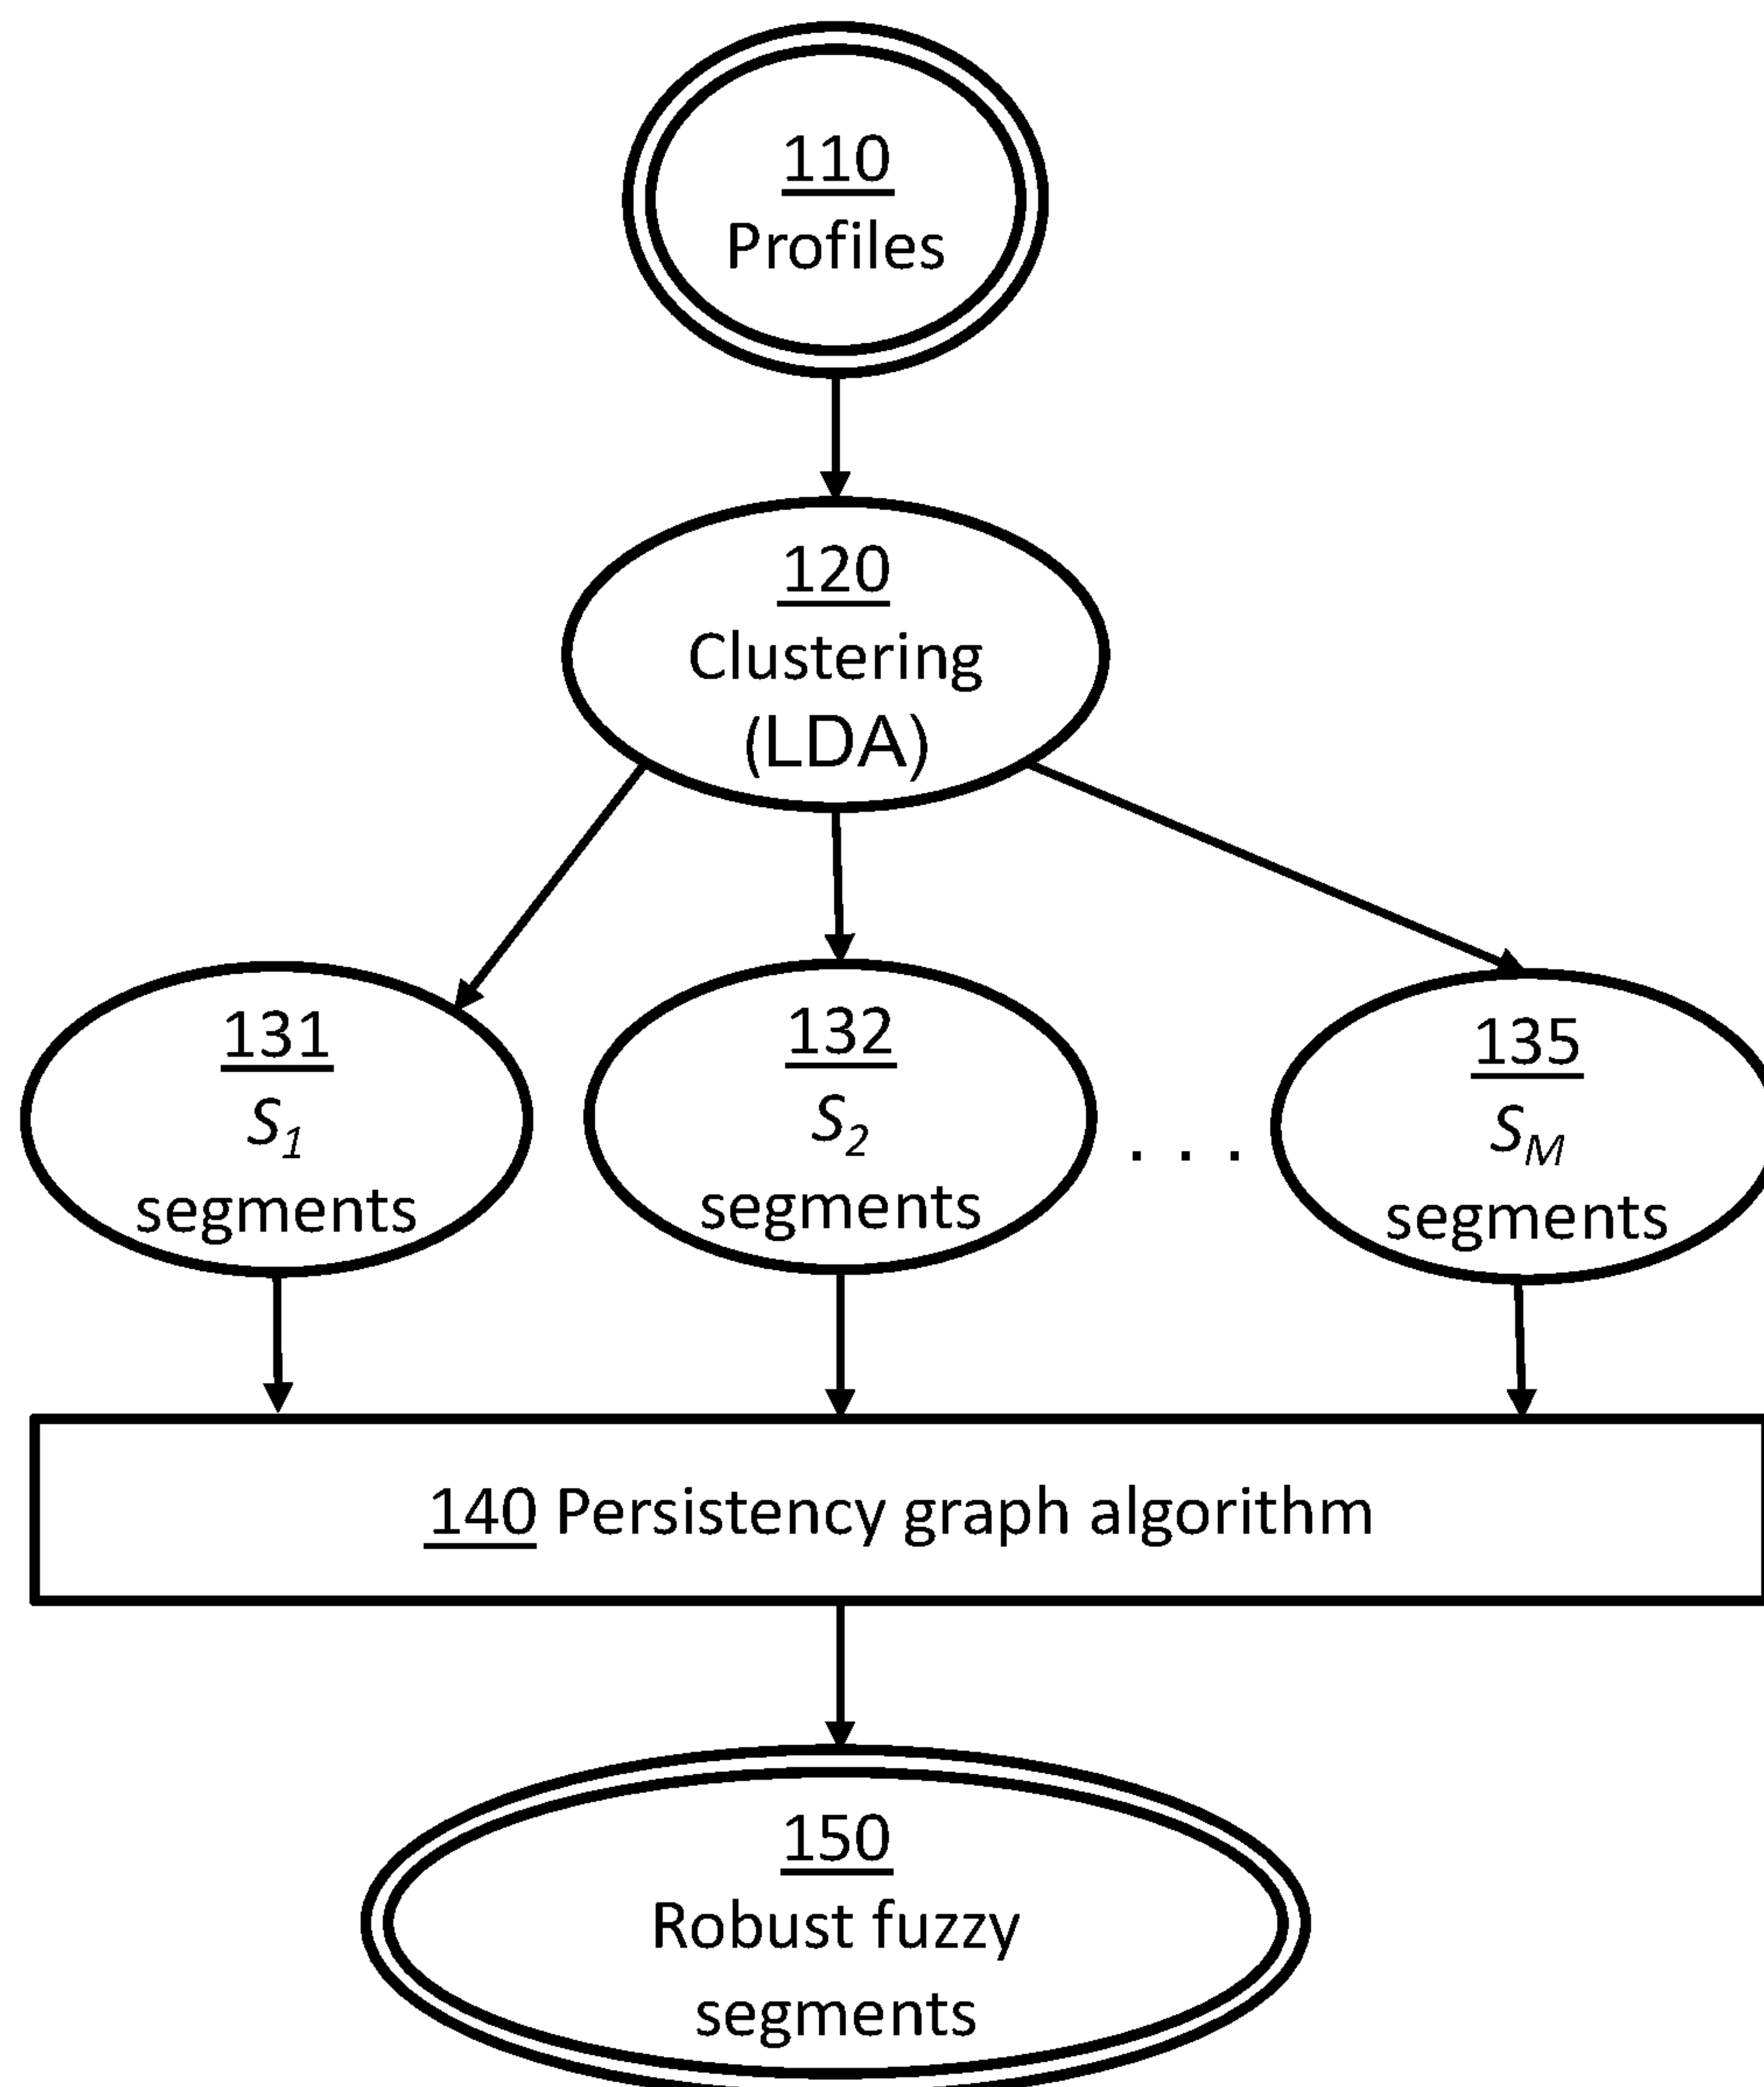 110
Profiles
120
Clustering
(LDA)
131
S1
segments
132
S2
segments
. . .
135
SM
segments
140 Persistency graph algorithm
150
Robust fuzzy
segments